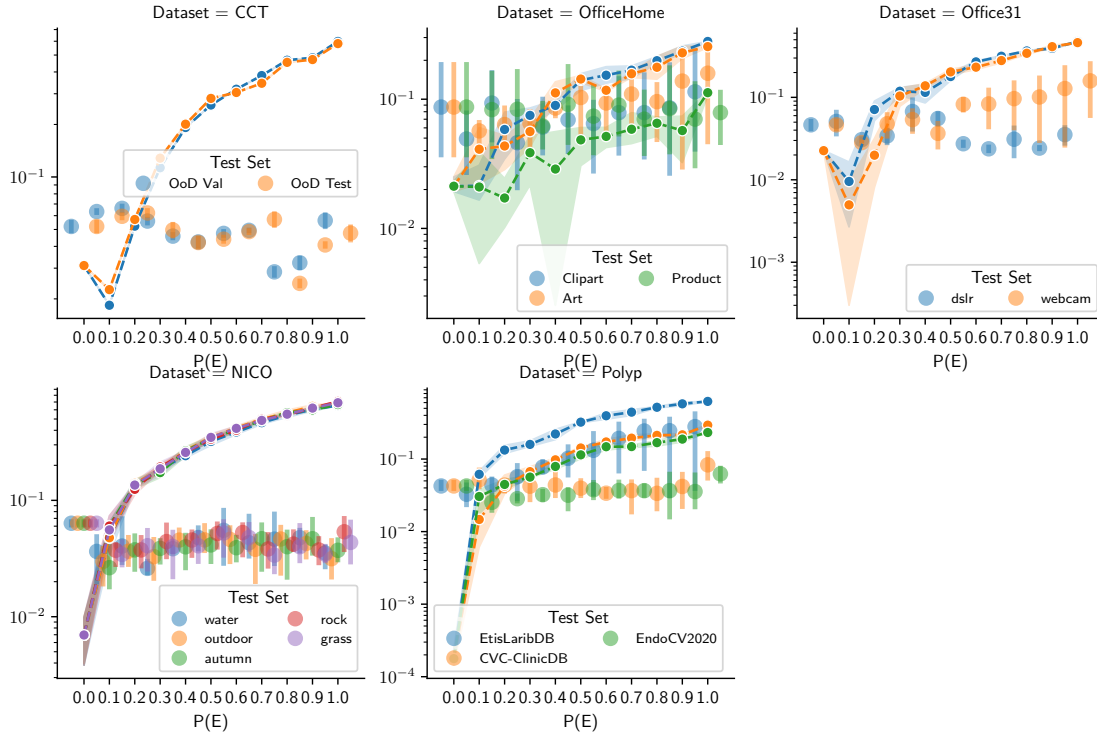 Dataset = CCT
10⁻¹
Test Set
OoD Val OoD Test
0.0 0.1 0.2 0.3 0.4 0.5 0.6 0.7 0.8 0.9 1.0
P(E)
Dataset = OfficeHome
10⁻¹
10⁻²
Test Set
Clipart Product
Art
0.0 0.1 0.2 0.3 0.4 0.5 0.6 0.7 0.8 0.9 1.0
P(E)
Dataset = Office31
10⁻¹
10⁻²
10⁻³
Test Set
dslr webcam
0.0 0.1 0.2 0.3 0.4 0.5 0.6 0.7 0.8 0.9 1.0
P(E)
Dataset = NICO
10⁻¹
10⁻²
Test Set
water rock
outdoor grass
autumn
0.0 0.1 0.2 0.3 0.4 0.5 0.6 0.7 0.8 0.9 1.0
P(E)
Dataset = Polyp
10⁻¹
10⁻²
10⁻³
10⁻⁴
Test Set
EtisLaribDB EndoCV2020
CVC-ClinicDB
0.0 0.1 0.2 0.3 0.4 0.5 0.6 0.7 0.8 0.9 1.0
P(E)